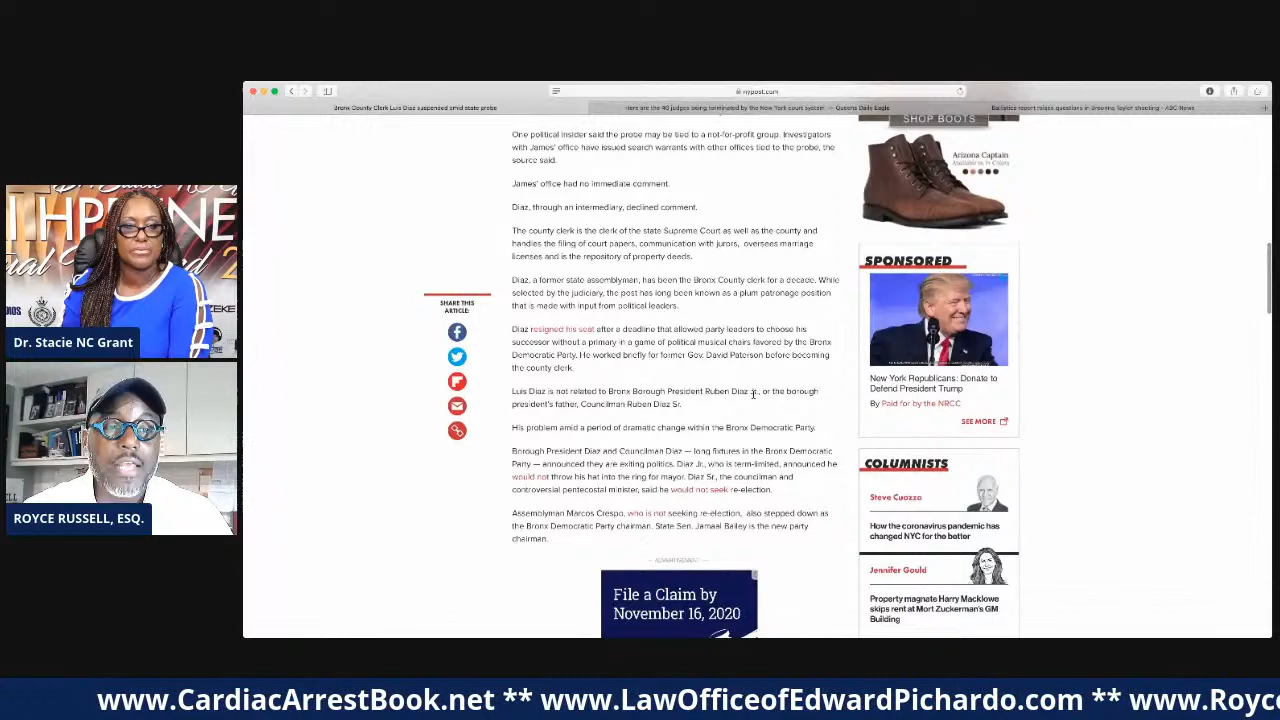 nypost.com
Bronx County Clerk Luis Diaz suspended amid state probe
Here are the 46 judges being terminated by the New York court system — Queens Daily Eagle
Ballistics report raises questions in Breonna Taylor shooting - ABC News
SHOP BOOTS
Arizona Captain
One political insider said the probe may be tied to a not-for-profit group. Investigators
with James' office have issued search warrants with other offices tied to the probe, the
source said.
James' office had no immediate comment.
Diaz, through an intermediary, declined comment.
The county clerk is the clerk of the state Supreme Court as well as the county and
handles the filing of court papers, communication with jurors, oversees marriage
licenses and is the repository of property deeds.
Diaz, a former state assemblyman, has been the Bronx County clerk for a decade. While
selected by the judiciary, the post has long been known as a plum patronage position
that is made with input from political leaders.
Diaz resigned his seat after a deadline that allowed party leaders to choose his
successor without a primary in a game of political musical chairs favored by the Bronx
Democratic Party. He worked briefly for former Gov. David Paterson before becoming
the county clerk.
Luis Diaz is not related to Bronx Borough President Ruben Diaz Jr., or the borough
president's father, Councilman Ruben Diaz Sr.
His problem amid a period of dramatic change within the Bronx Democratic Party.
Borough President Diaz and Councilman Diaz — long fixtures in the Bronx Democratic
Party — announced they are exiting politics. Diaz Jr., who is term-limited, announced he
would not throw his hat into the ring for mayor. Diaz Sr., the councilman and
controversial pentecostal minister, said he would not seek re-election.
Assemblyman Marcos Crespo, who is not seeking re-election, also stepped down as
the Bronx Democratic Party chairman. State Sen. Jamaal Bailey is the new party
chairman.
SHARE THIS
ARTICLE:
ADVERTISEMENT
File a Claim by
November 16, 2020
SPONSORED
New York Republicans: Donate to
Defend President Trump
By Paid for by the NRCC
SEE MORE
COLUMNISTS
Steve Cuozzo
How the coronavirus pandemic has
changed NYC for the better
Jennifer Gould
Property magnate Harry Macklowe
skips rent at Mort Zuckerman's GM
Building
Dr. Stacie NC Grant
ROYCE RUSSELL, ESQ.
www.CardiacArrestBook.net ** www.LawOfficeofEdwardPichardo.com ** www.Royc